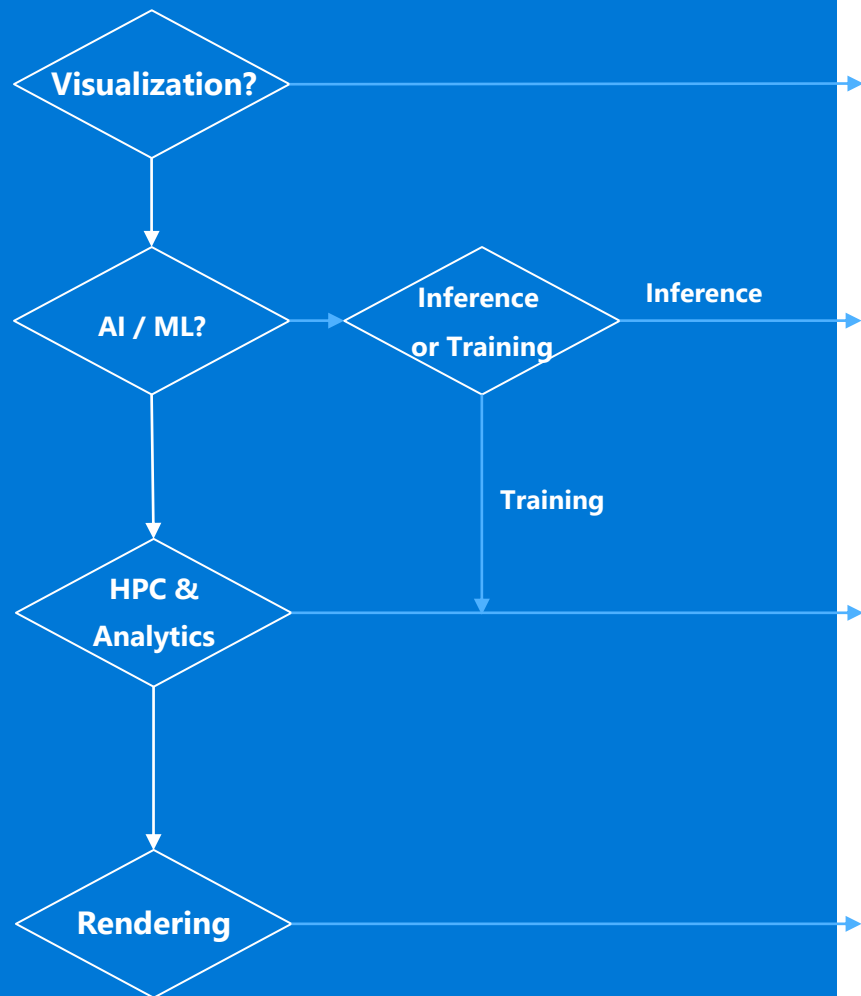 Visualization?
AI / ML?
Inference
or Training
Inference
Training
HPC &
Analytics
Rendering